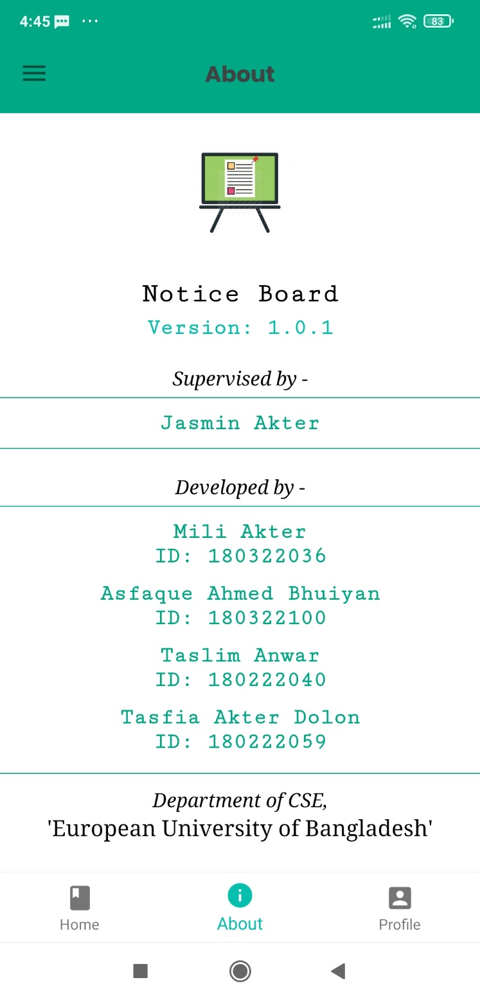 4:45
83
About
Notice Board
Version: 1.0.1
Supervised by -
Jasmin Akter
Developed by -
Mili Akter
ID: 180322036
Asfaque Ahmed Bhuiyan
ID: 180322100
Taslim Anwar
ID: 180222040
Tasfia Akter Dolon
ID: 180222059
Department of CSE,
'European University of Bangladesh'
Home
About
Profile